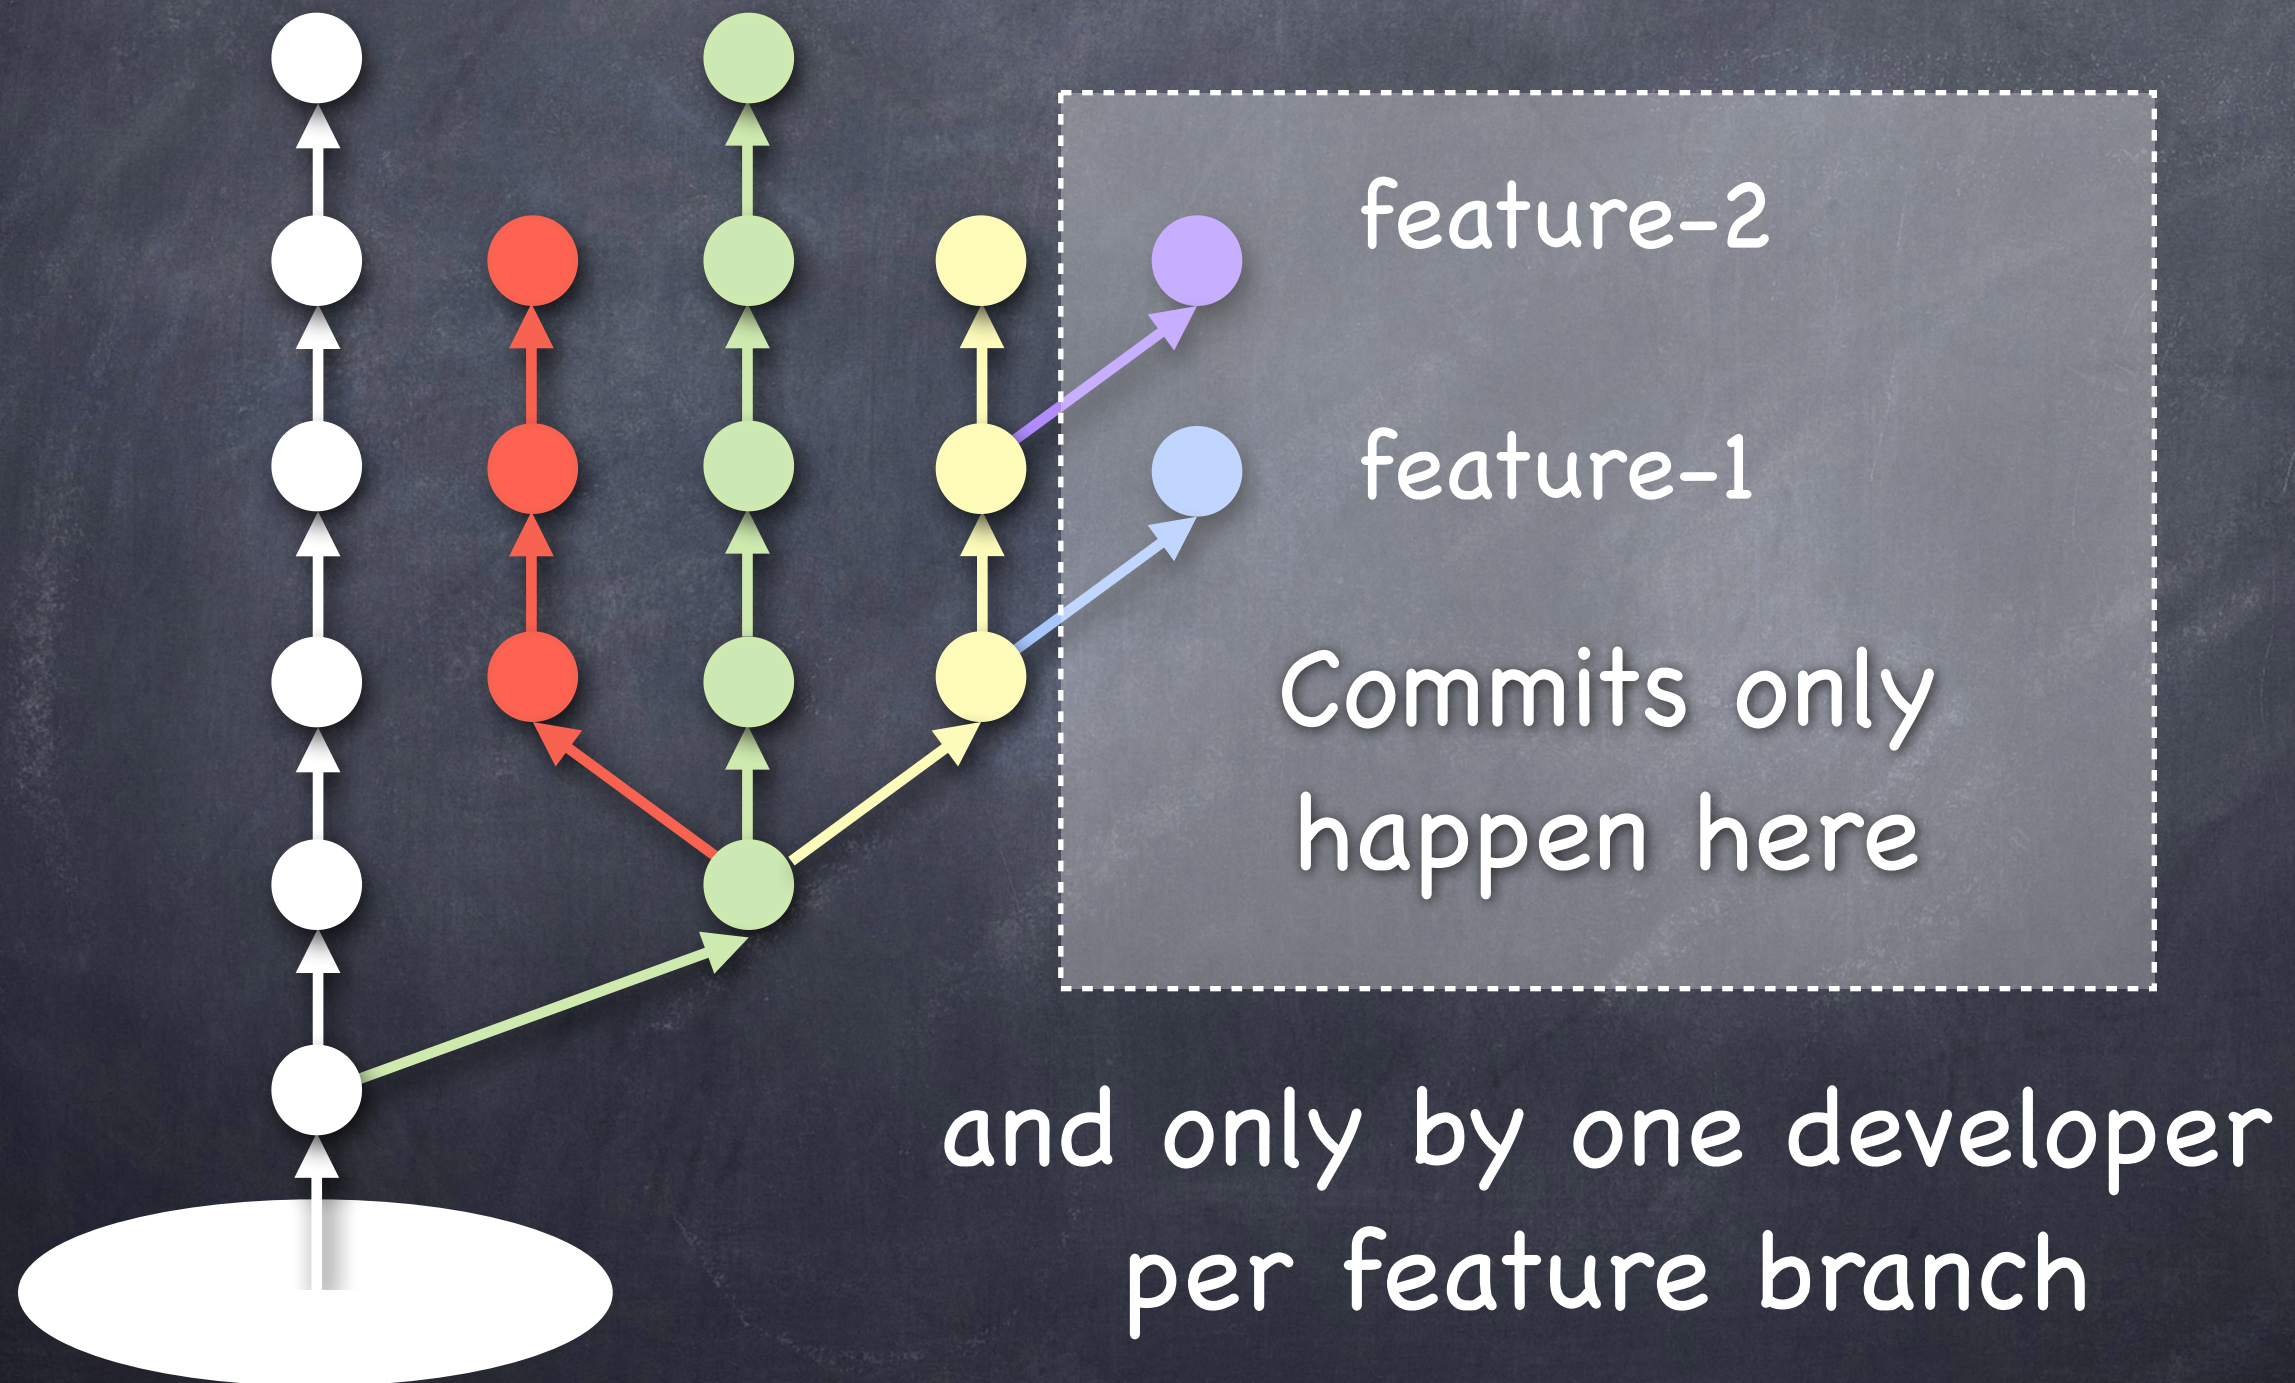 feature-2
feature-1
Commits only
happen here
and only by one developer
per feature branch